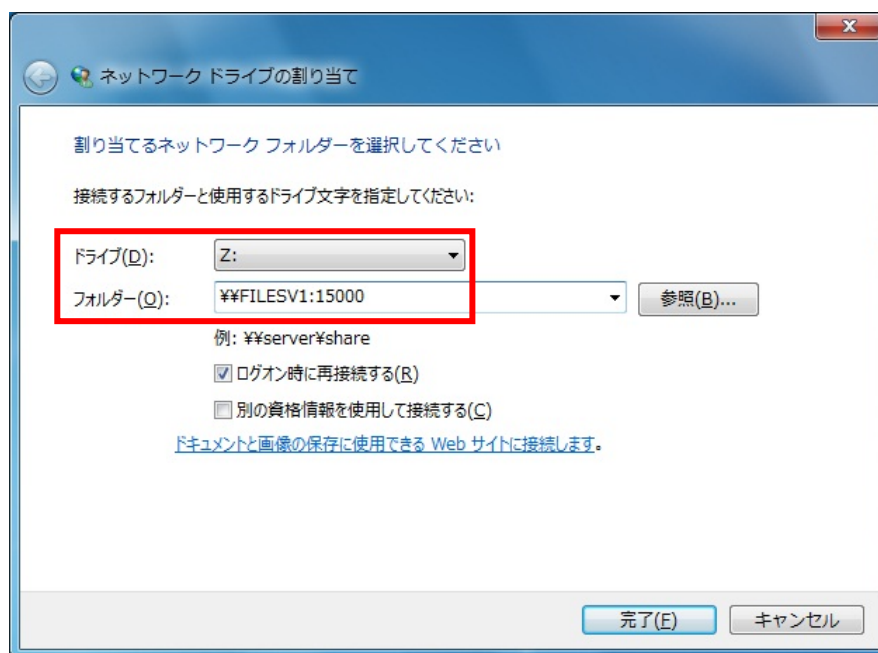 ネットワーク ドライブの割り当て
割り当てるネットワーク フォルダーを選択してください
接続するフォルダーと使用するドライブ文字を指定してください:
ドライブ(D): Z:
フォルダー(O): ¥¥FILESV1:15000 参照(B)...
例: ¥¥server¥share
ログオン時に再接続する(R)
別の資格情報を使用して接続する(C)
ドキュメントと画像の保存に使用できる Web サイトに接続します。
完了(F) キャンセル